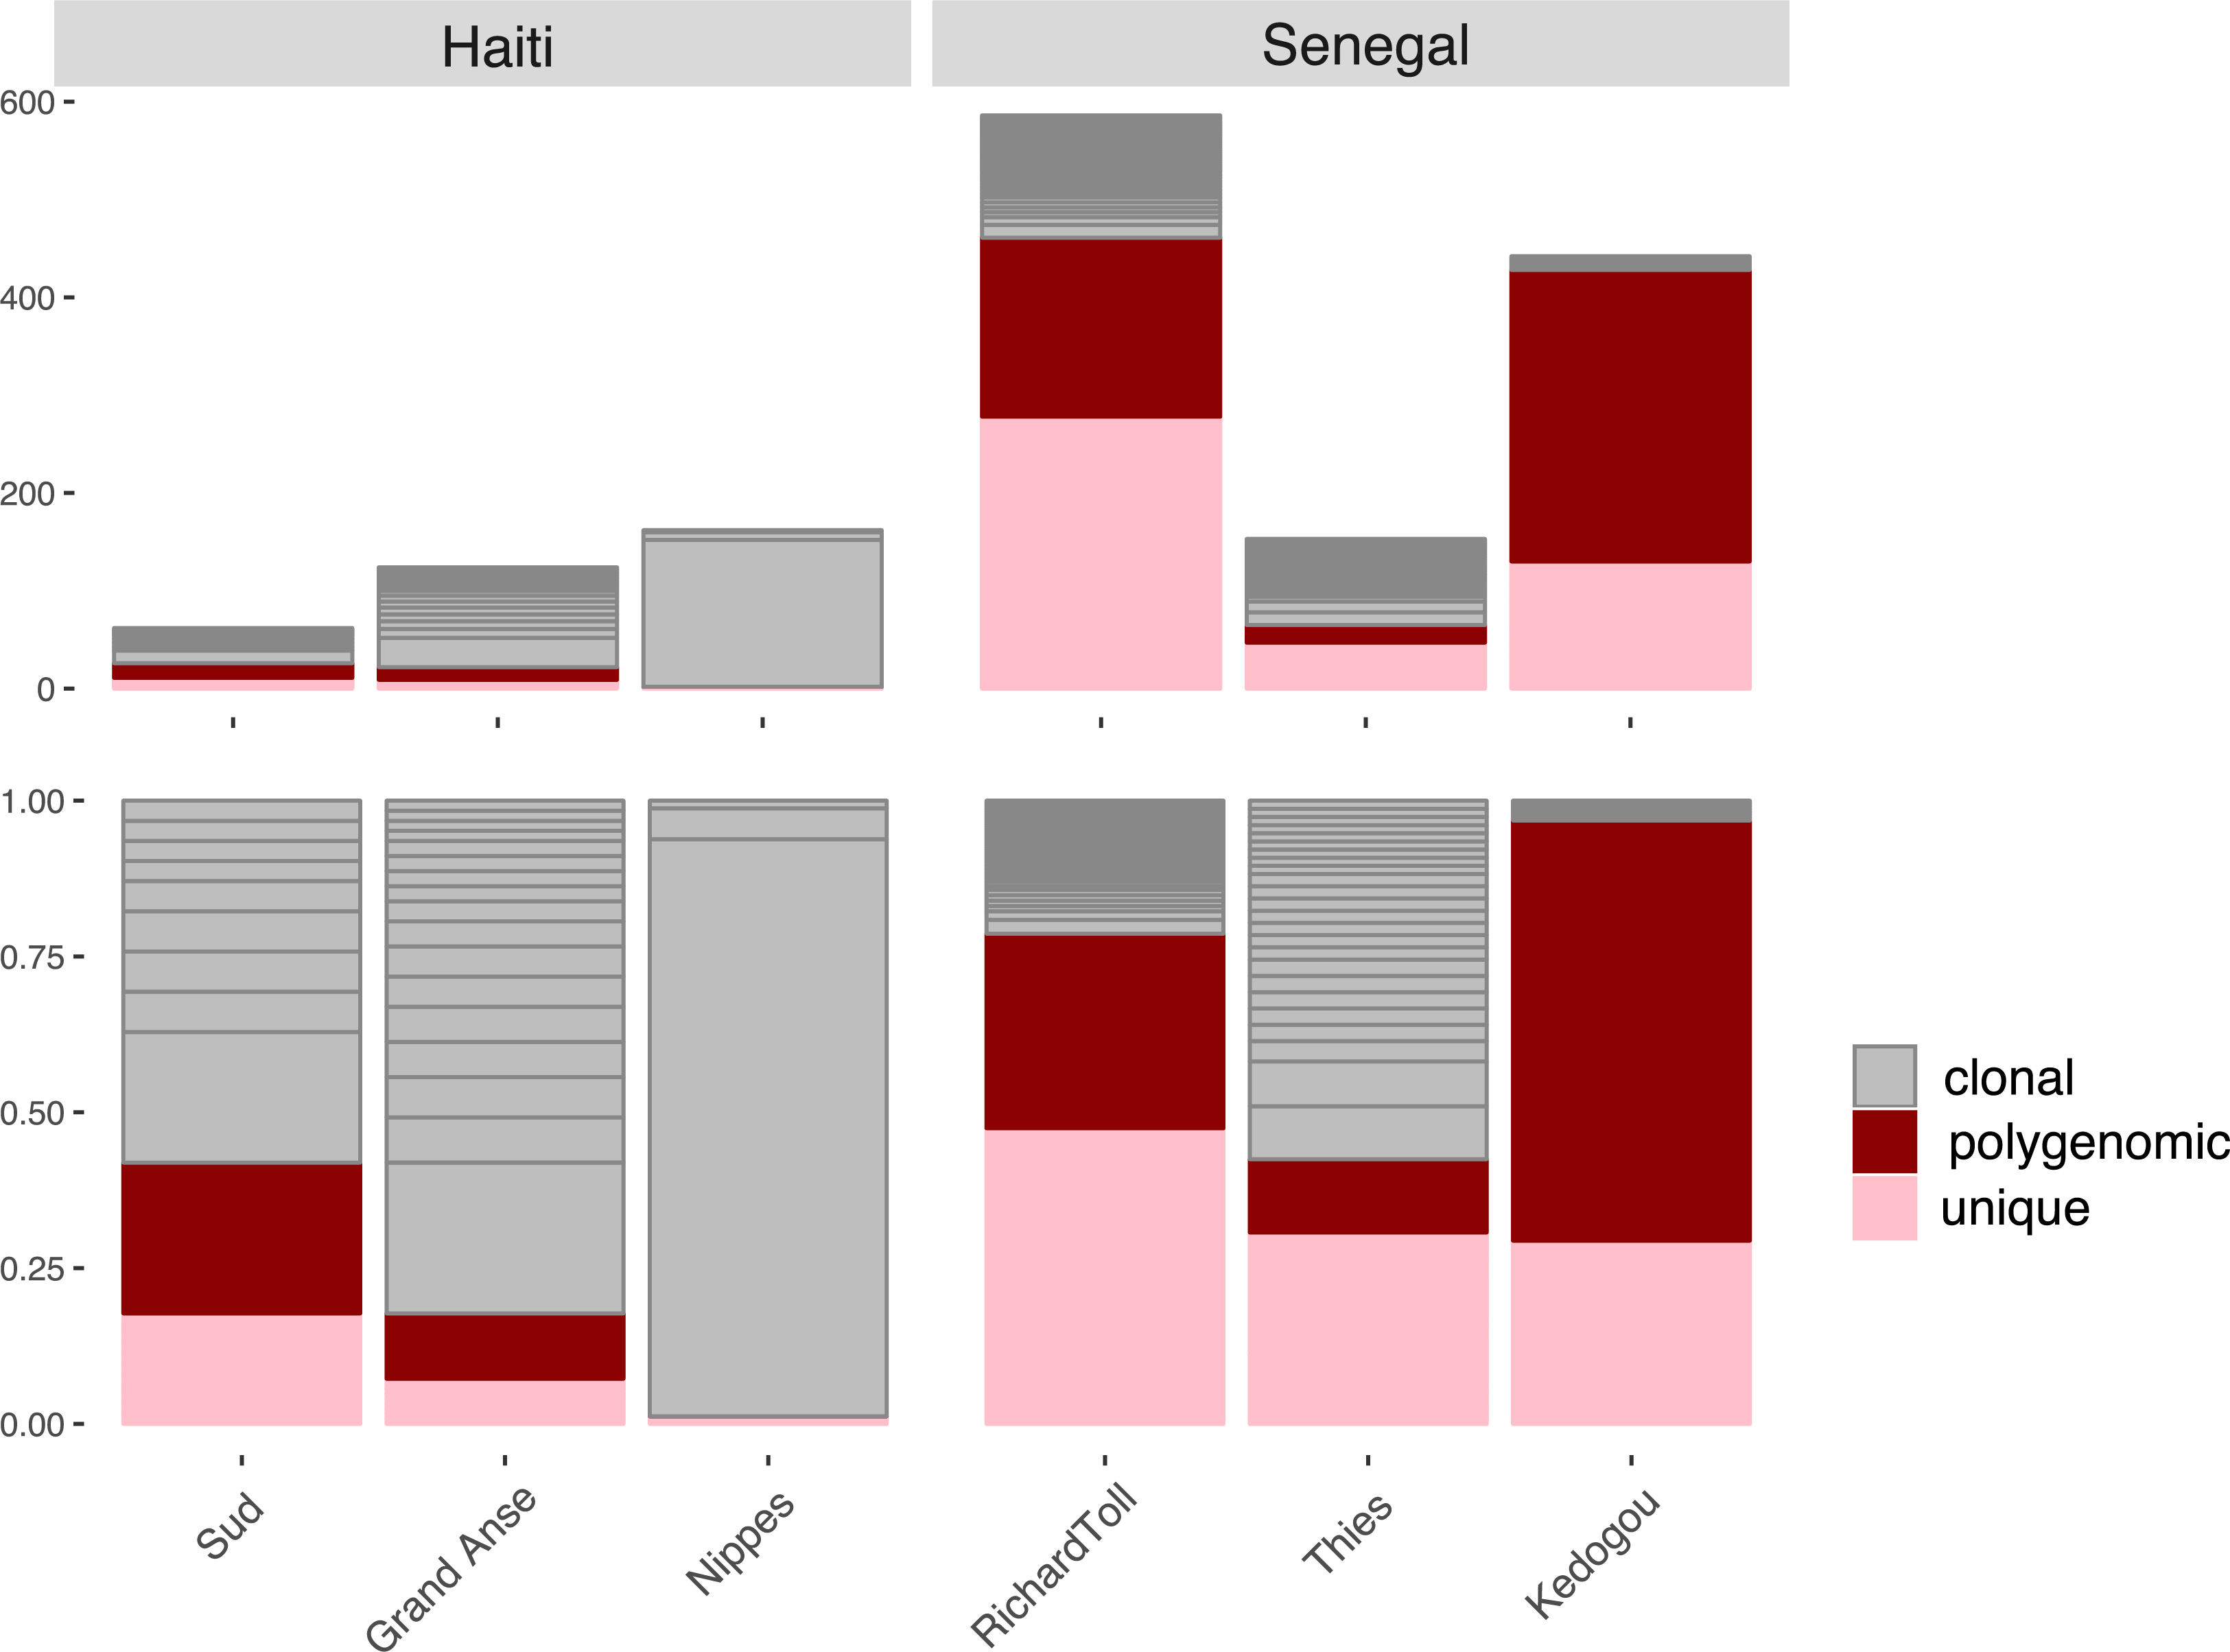 Haiti
Senegal
600
400
200
0
1.00
0.75
0.50
0.25
0.00
clonal
polygenomic
unique
Sud
Grand Anse
Nippes
RichardToll
Thies
Kedogou